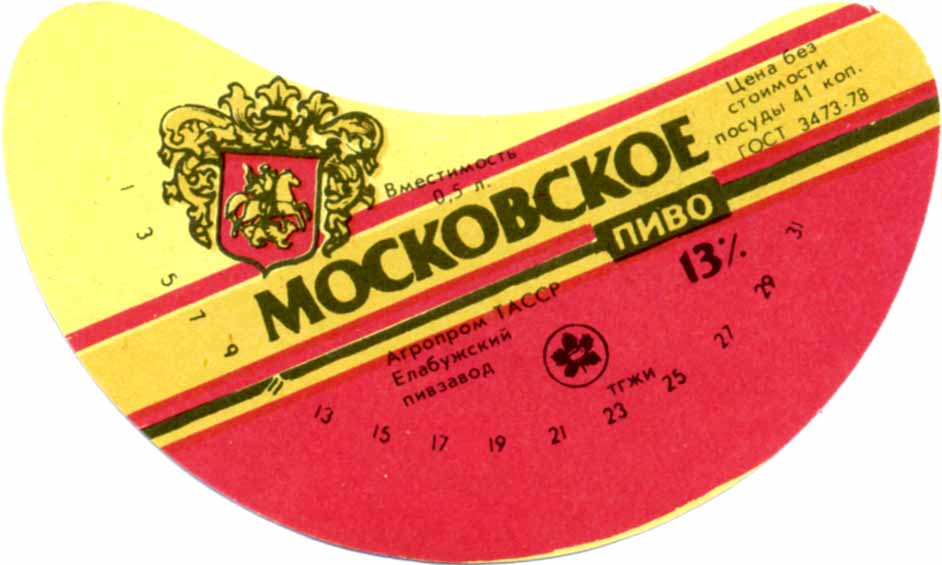 Вместимость
0,5 л.
МОСКОВСКОЕ
ПИВО
13%
Цена без
стоимости
посуды 41 коп.
ГОСТ 3473-78
Агропром ТАССР
Елабужский
пивзавод
тгжи
1 3 5 7 9 11 13 15 17 19 21 23 25 27 29 31